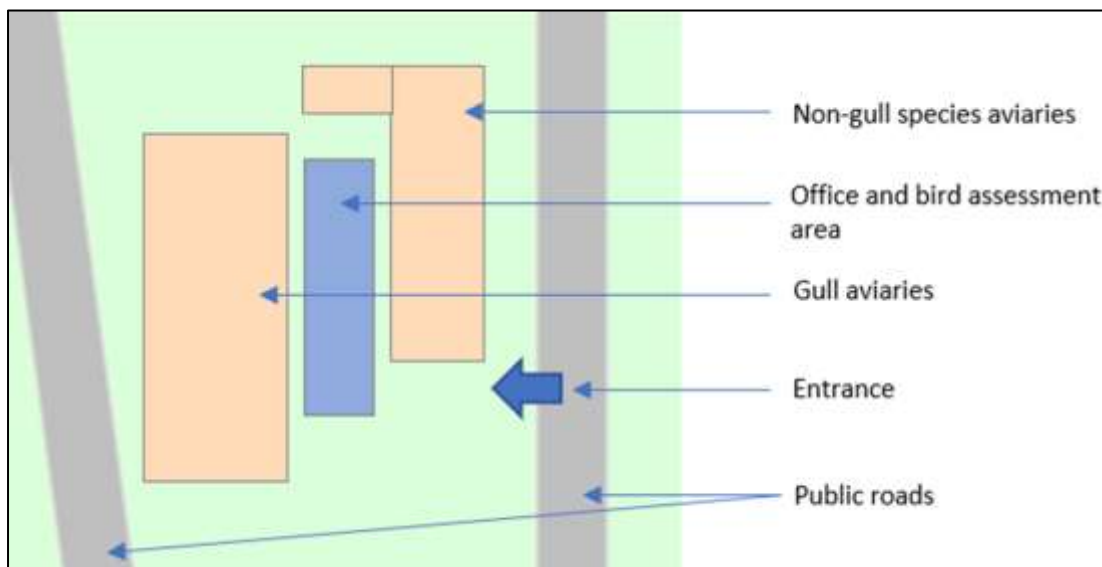 Non-gull species aviaries
Office and bird assessment
area
Gull aviaries
Entrance
Public roads